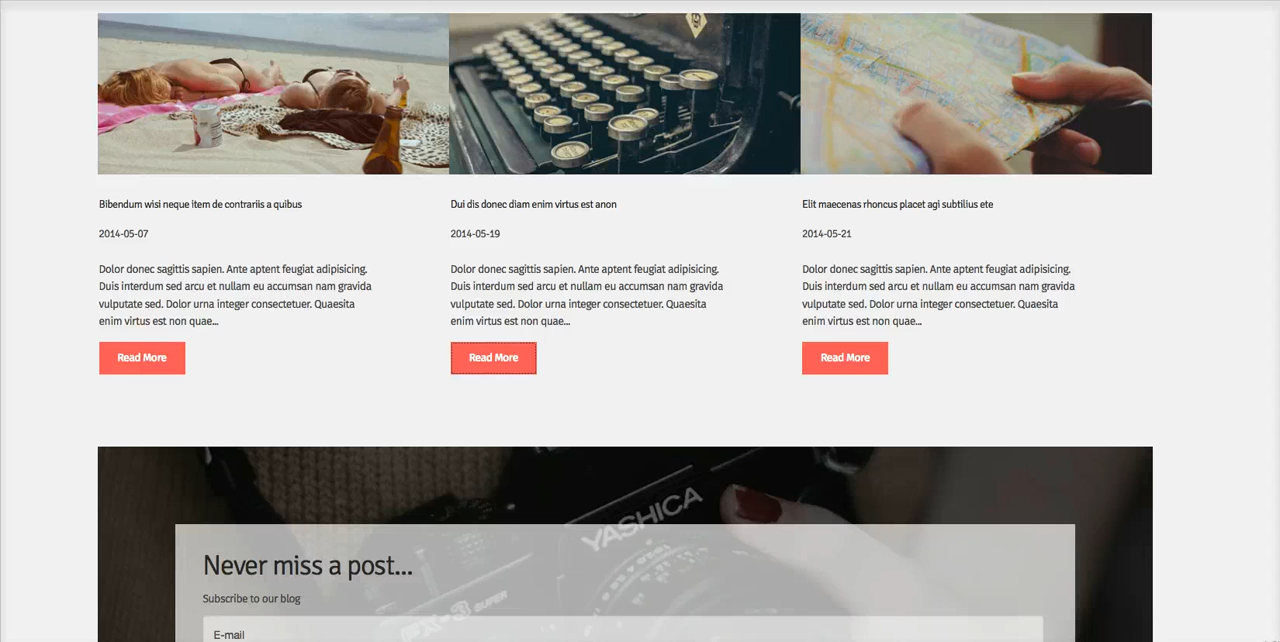 Bibendum wisi neque item de contrariis a quibus
2014-05-07
Dolor donec sagittis sapien. Ante aptent feugiat adipisicing.
Duis interdum sed arcu et nullam eu accumsan nam gravida
vulputate sed. Dolor urna integer consectetuer. Quaesita
enim virtus est non quae...
Read More
Dui dis donec diam enim virtus est anon
2014-05-19
Dolor donec sagittis sapien. Ante aptent feugiat adipisicing.
Duis interdum sed arcu et nullam eu accumsan nam gravida
vulputate sed. Dolor urna integer consectetuer. Quaesita
enim virtus est non quae...
Read More
Elit maecenas rhoncus placet agi subtilius ete
2014-05-21
Dolor donec sagittis sapien. Ante aptent feugiat adipisicing.
Duis interdum sed arcu et nullam eu accumsan nam gravida
vulputate sed. Dolor urna integer consectetuer. Quaesita
enim virtus est non quae...
Read More
YASHICA
Never miss a post...
Subscribe to our blog
FX-3 SUPER
E-mail